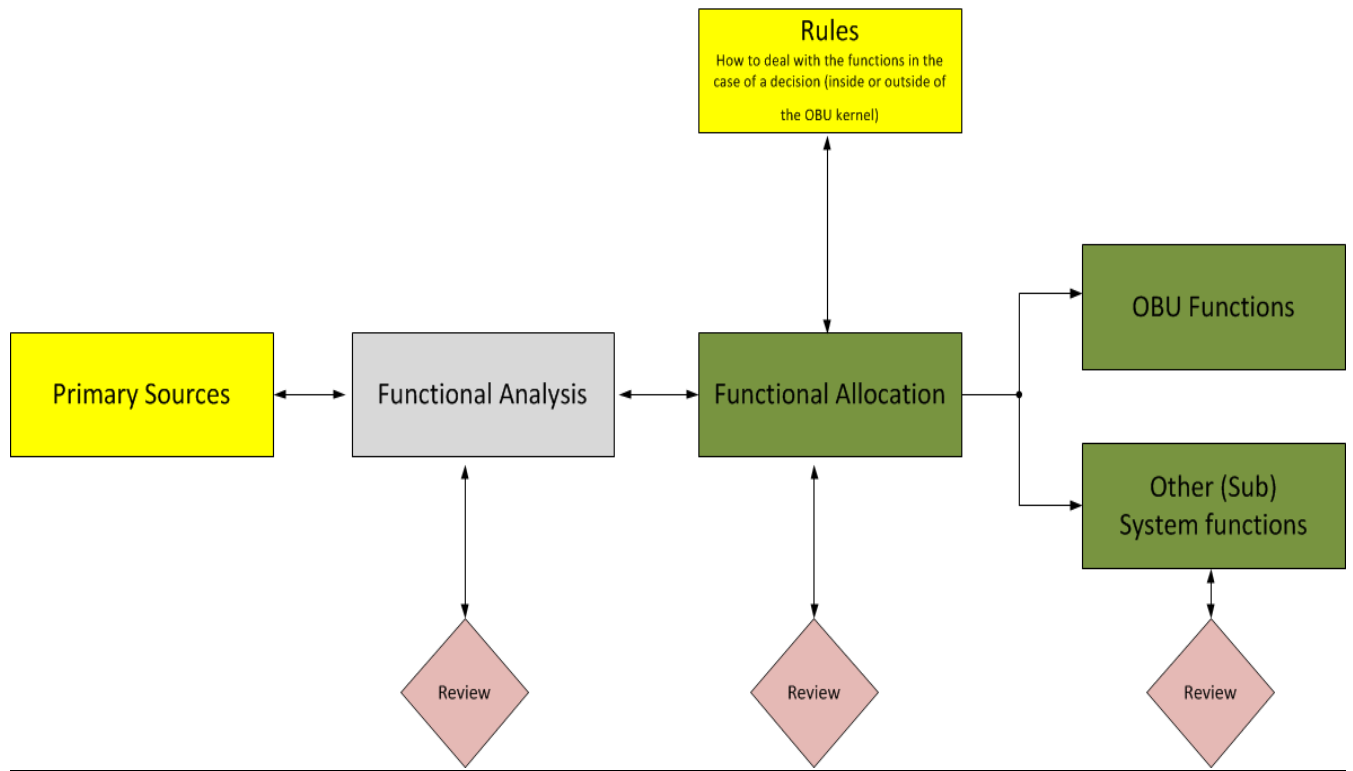 Rules
How to deal with the functions in the
case of a decision (inside or outside of
the OBU kernel)
OBU Functions
Primary Sources
Functional Analysis
Functional Allocation
Other (Sub)
System functions
Review
Review
Review